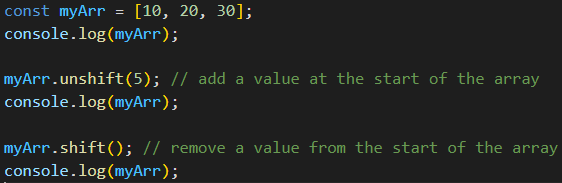 const myArr = [10, 20, 30];
console.log(myArr);
myArr.unshift(5); // add a value at the start of the array
console.log(myArr);
myArr.shift(); // remove a value from the start of the array
console.log(myArr);